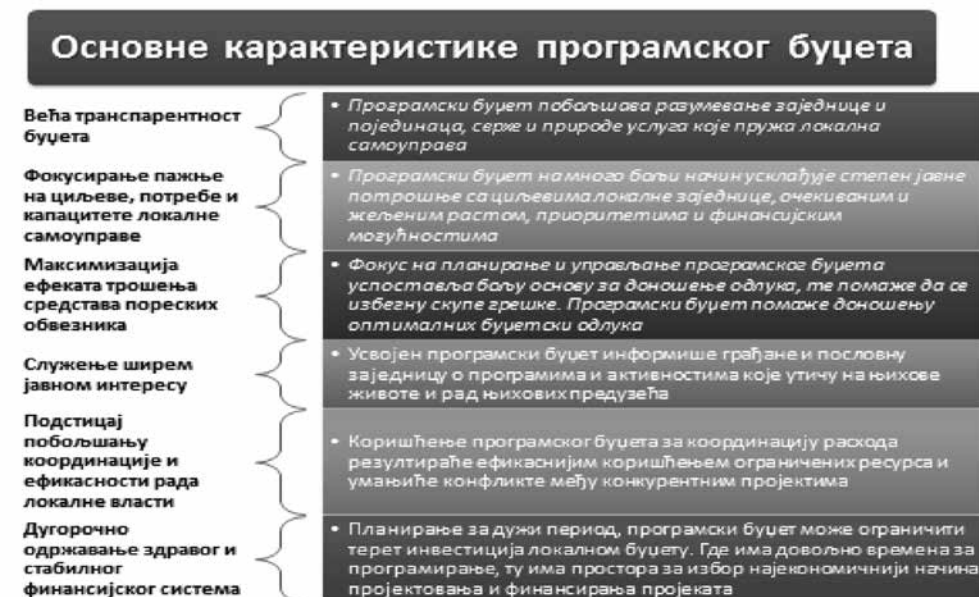 Основне карактеристике програмског буџета
Већа транспарентност
буџета
• Програмски буџет побољшава разумевање заједнице и
појединаца, серже и природе услуга које пружа локална
самоуправа
Фокусирање пажње
на циљеве, потребе и
капацитете локалне
самоуправе
• Програмски буџет на много бољи начин усклађује степен јавне
потрошње са циљевима локалне заједнице, очекиваним и
жељеним растом, приоритетима и финансијским
могућностима
Максимизација
ефеката трошења
средстава пореских
обвезника
• Фокус на планирање и управљање програмског буџета
успоставља бољу основу за доношење одлука, те помаже да се
избегну скупе грешке. Програмски буџет помаже доношењу
оптималних буџетски одлука
Служење ширем
јавном интересу
• Усвојен програмски буџет информише грађане и пословну
заједницу о програмима и активностима које утичу на њихове
животе и рад њихових предузећа
Подстицај
побољшању
координације и
ефикасности рада
локалне власти
• Коришћење програмског буџета за координацију расхода
резултираће ефикаснијим коришћењем ограничених ресурса и
умањиће конфликте међу конкурентним пројектима
Дугорочно
одржавање здравог и
стабилног
финансијског система
• Планирање за дужи период, програмски буџет може ограничити
терет инвестиција локалном буџету. Где има довољно времена за
програмирање, ту има простора за избор најекономичнији начина
пројектовања и финансирања пројеката